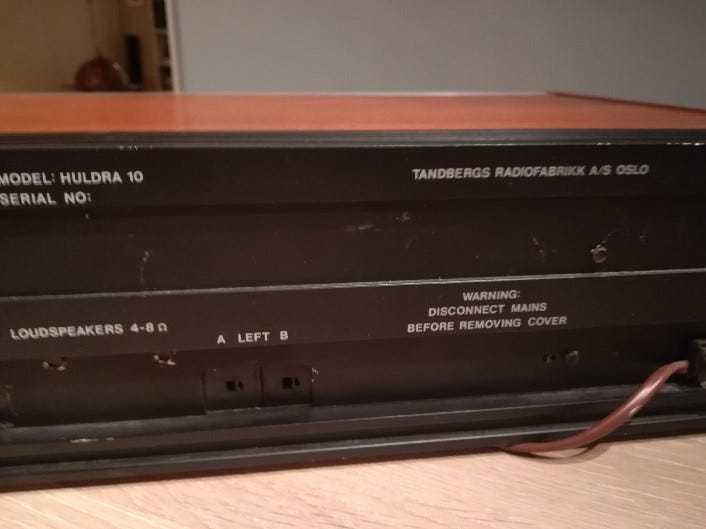 MODEL: HULDRA 10
TANDBERGS RADIOFABRIKK A/S OSLO
SERIAL NO:
LOUDSPEAKERS 4-8 Ω
A LEFT B
WARNING:
DISCONNECT MAINS
BEFORE REMOVING COVER